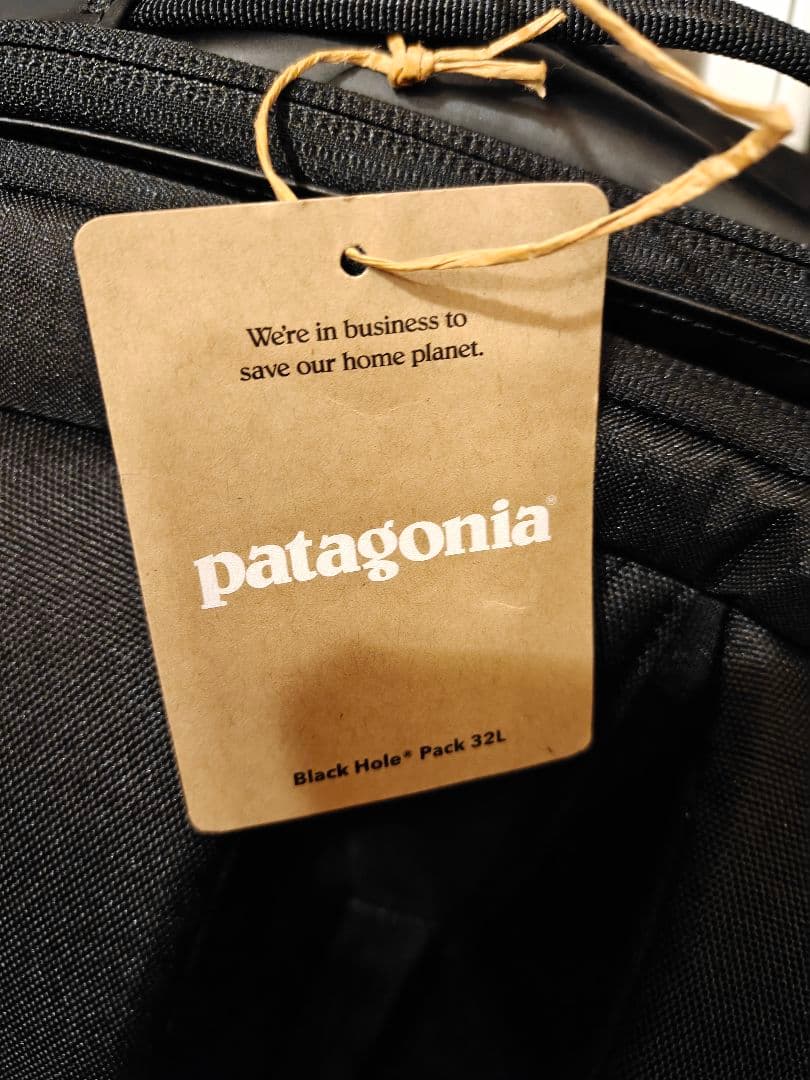 We're in business to
save our home planet.
patagonia®
Black Hole® Pack 32L